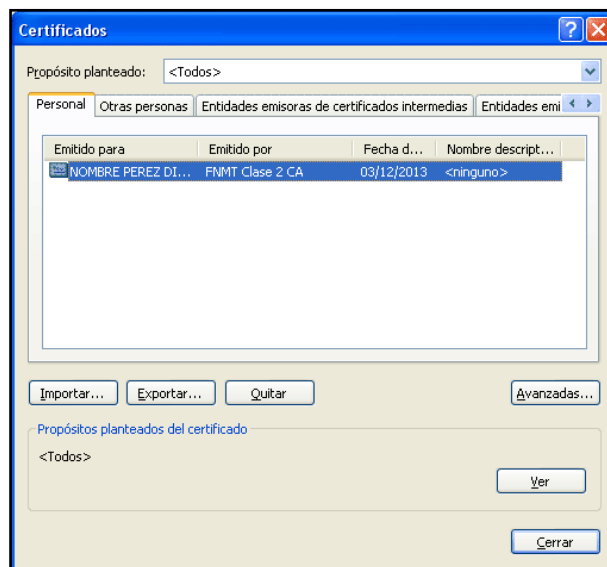 Certificados
Propósito planteado: <Todos>
Personal Otras personas Entidades emisoras de certificados intermedias Entidades emi
Emitido para Emitido por Fecha d... Nombre descript...
NOMBRE PEREZ DI... FNMT Clase 2 CA 03/12/2013 <ninguno>
Importar... Exportar... Quitar Avanzadas...
Propósitos planteados del certificado
<Todos>
Ver
Cerrar